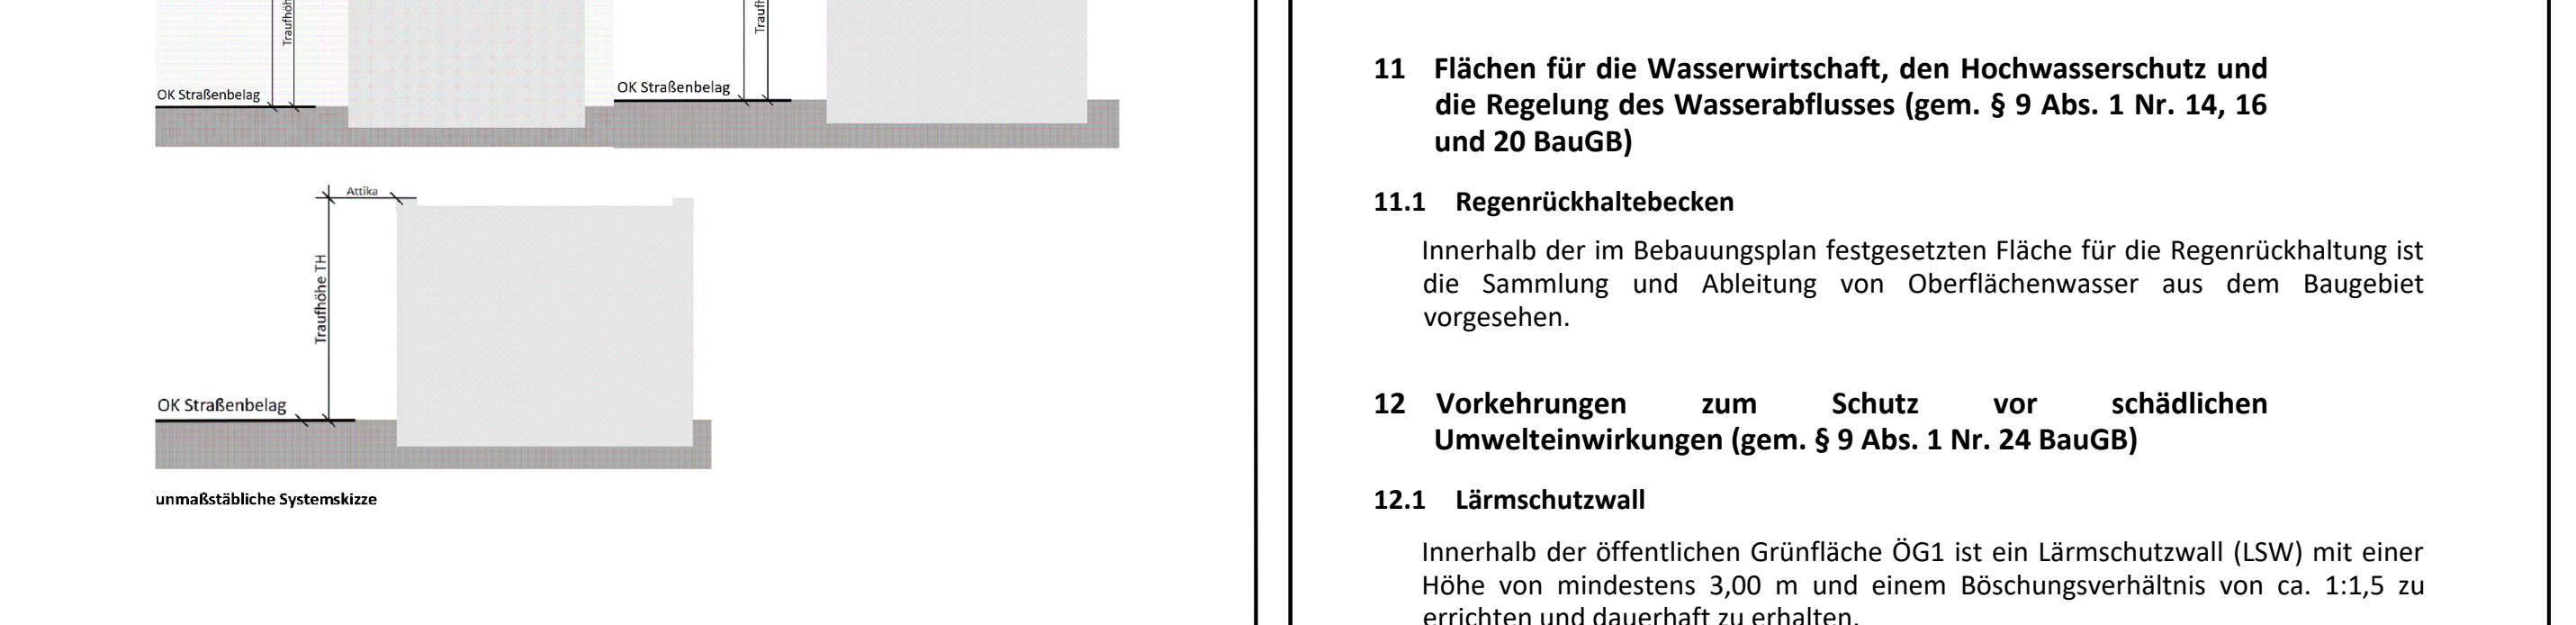 OK Straßenbelag
OK Straßenbelag
Attika
Traufhöhe TH
OK Straßenbelag
unmaßstäbliche Systemskizze
11 Flächen für die Wasserwirtschaft, den Hochwasserschutz und
die Regelung des Wasserabflusses (gem. § 9 Abs. 1 Nr. 14, 16
und 20 BauGB)
11.1 Regenrückhaltebecken
Innerhalb der im Bebauungsplan festgesetzten Fläche für die Regenrückhaltung ist
die Sammlung und Ableitung von Oberflächenwasser aus dem Baugebiet
vorgesehen.
12 Vorkehrungen zum Schutz vor schädlichen
Umwelteinwirkungen (gem. § 9 Abs. 1 Nr. 24 BauGB)
12.1 Lärmschutzwall
Innerhalb der öffentlichen Grünfläche ÖG1 ist ein Lärmschutzwall (LSW) mit einer
Höhe von mindestens 3,00 m und einem Böschungsverhältnis von ca. 1:1,5 zu
errichten und dauerhaft zu erhalten.